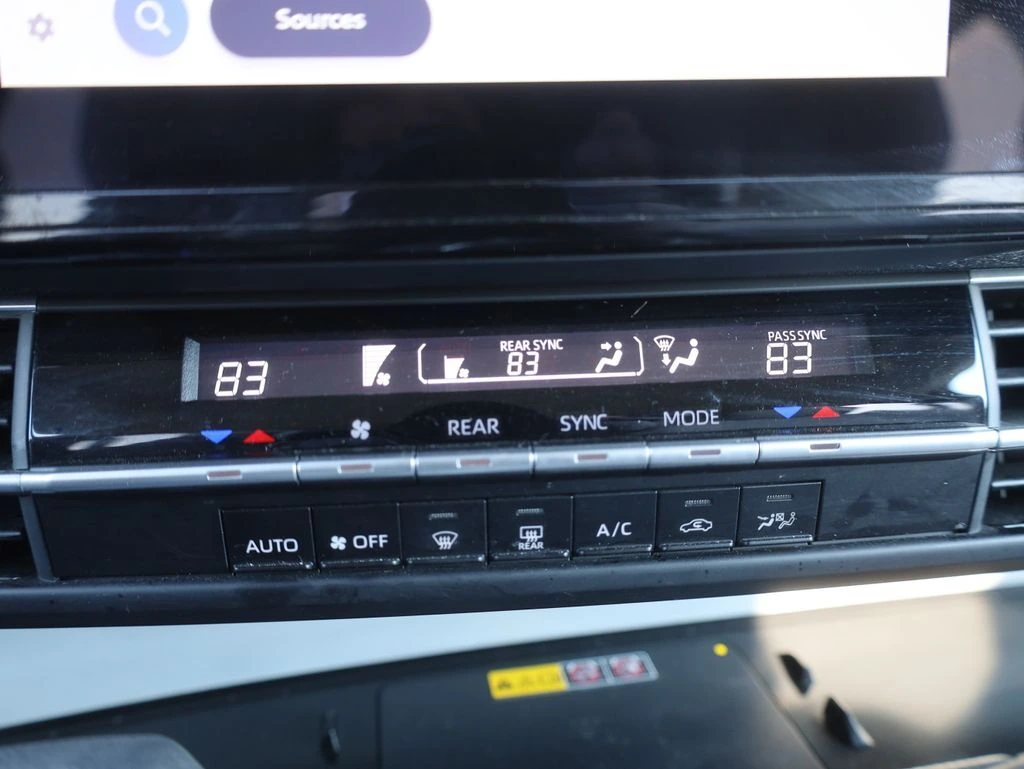 Sources
REAR SYNC
PASS SYNC
83
83
83
REAR
SYNC
MODE
AUTO
OFF
REAR
A/C